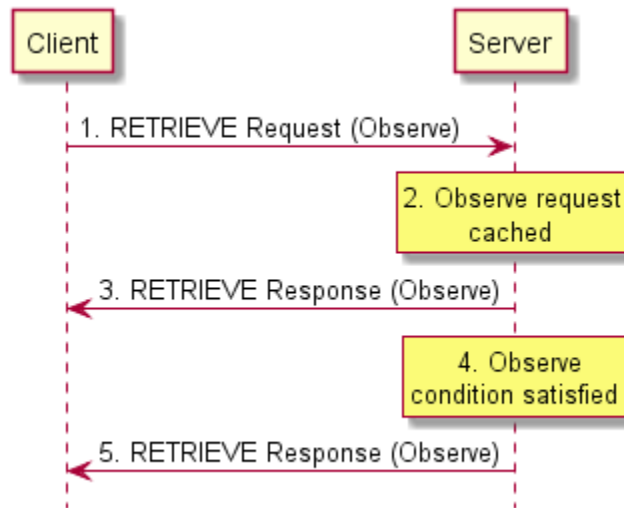 Client
Server
1. RETRIEVE Request (Observe)
2. Observe request
cached
3. RETRIEVE Response (Observe)
4. Observe
condition satisfied
5. RETRIEVE Response (Observe)